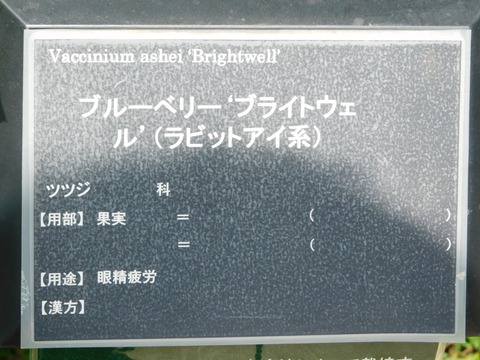 Vaccinium ashei ‘Brightwell’
ブルーベリー‘ブライトウェ
ル’（ラビットアイ系）
ツツジ 科
【用部】 果実 ＝ （ ）
＝ （ ）
【用途】 眼精疲労
【漢方】